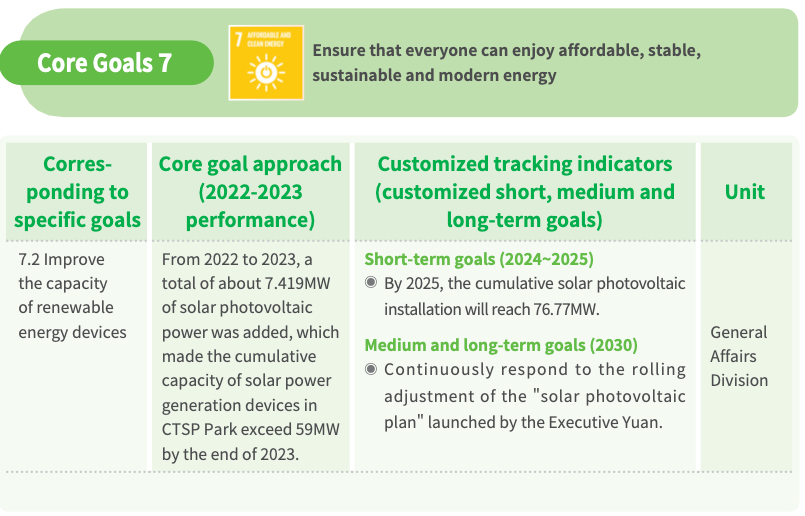 Core Goals 7
7 AFFORDABLE AND
CLEAN ENERGY
Ensure that everyone can enjoy affordable, stable,
sustainable and modern energy
Corres-
ponding to
specific goals
Core goal approach
(2022-2023
performance)
Customized tracking indicators
(customized short, medium and
long-term goals)
Unit
7.2 Improve
the capacity
of renewable
energy devices
From 2022 to 2023, a
total of about 7.419MW
of solar photovoltaic
power was added, which
made the cumulative
capacity of solar power
generation devices in
CTSP Park exceed 59MW
by the end of 2023.
Short-term goals (2024~2025)
◉ By 2025, the cumulative solar photovoltaic
installation will reach 76.77MW.
Medium and long-term goals (2030)
◉ Continuously respond to the rolling
adjustment of the "solar photovoltaic
plan" launched by the Executive Yuan.
General
Affairs
Division